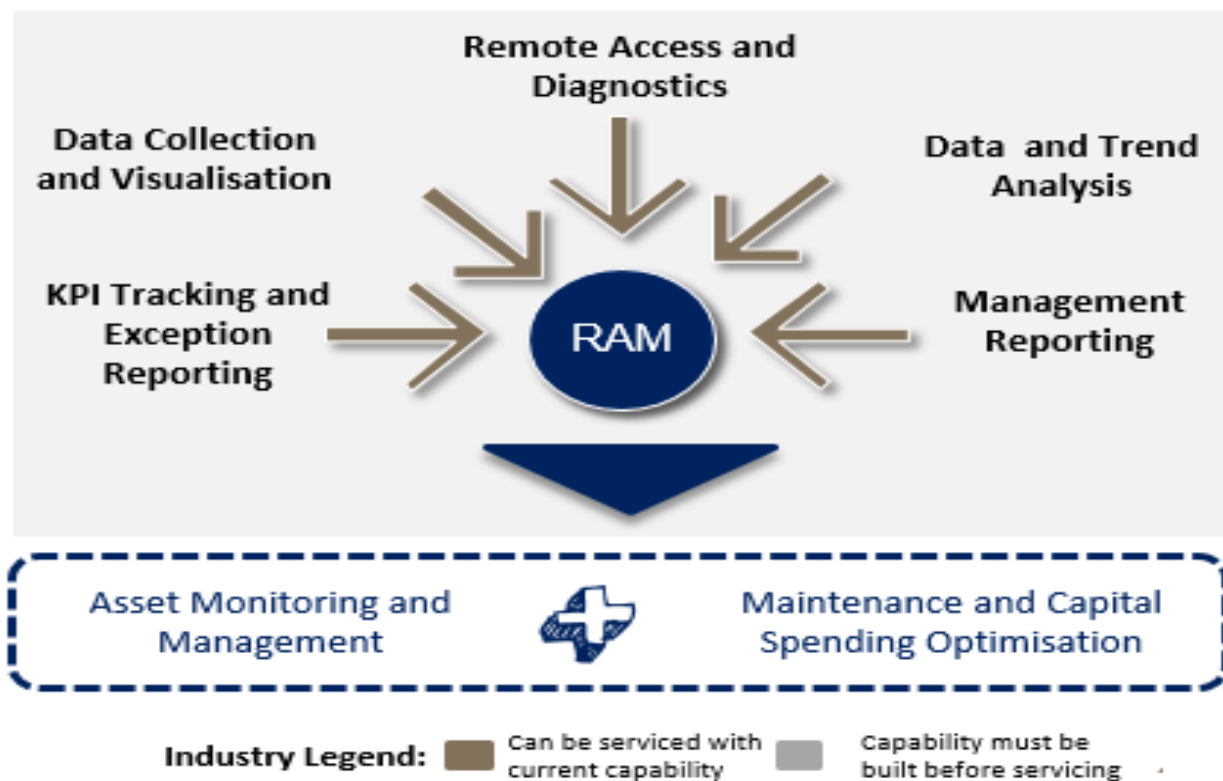 Remote Access and
Diagnostics
Data Collection
and Visualisation
Data and Trend
Analysis
KPI Tracking and
Exception
Reporting
RAM
Management
Reporting
Asset Monitoring and
Management
Maintenance and Capital
Spending Optimisation
Industry Legend:
Can be serviced with
current capability
Capability must be
built before servicing